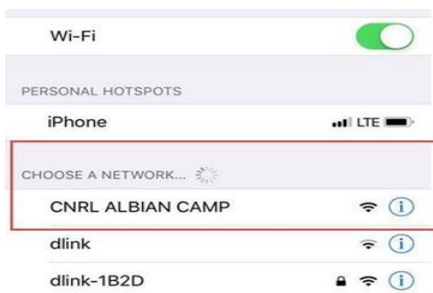 Wi-Fi
PERSONAL HOTSPOTS
iPhone LTE
CHOOSE A NETWORK...
CNRL ALBIAN CAMP
dlink
dlink-1B2D